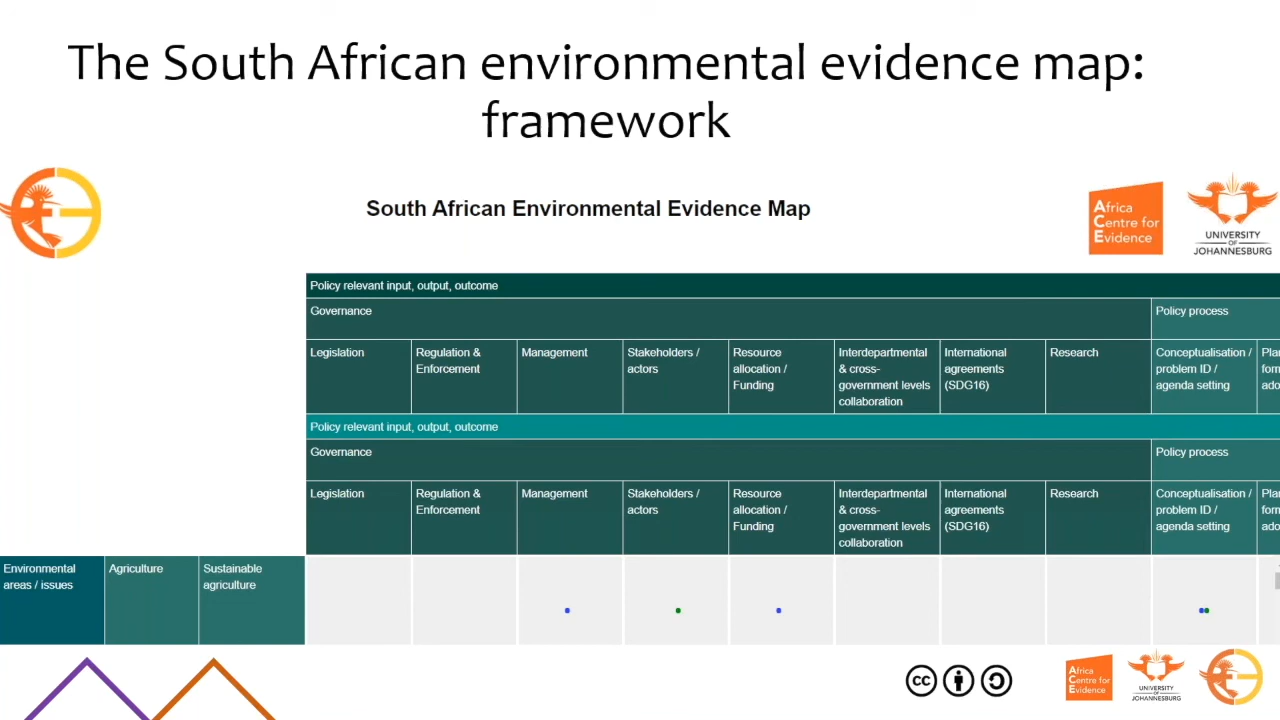 The South African environmental evidence map:
framework
South African Environmental Evidence Map
Africa
Centre for
Evidence
UNIVERSITY
OF
JOHANNESBURG
Policy relevant input, output, outcome
Governance
Policy process
Legislation
Regulation &
Enforcement
Management
Stakeholders /
actors
Resource
allocation /
Funding
Interdepartmental
& cross-
government levels
collaboration
International
agreements
(SDG16)
Research
Conceptualisation /
problem ID /
agenda setting
Policy relevant input, output, outcome
Governance
Policy process
Legislation
Regulation &
Enforcement
Management
Stakeholders /
actors
Resource
allocation /
Funding
Interdepartmental
& cross-
government levels
collaboration
International
agreements
(SDG16)
Research
Conceptualisation /
problem ID /
agenda setting
Environmental
areas / issues
Agriculture
Sustainable
agriculture
cc
Africa
Centre for
Evidence
UNIVERSITY
OF
JOHANNESBURG